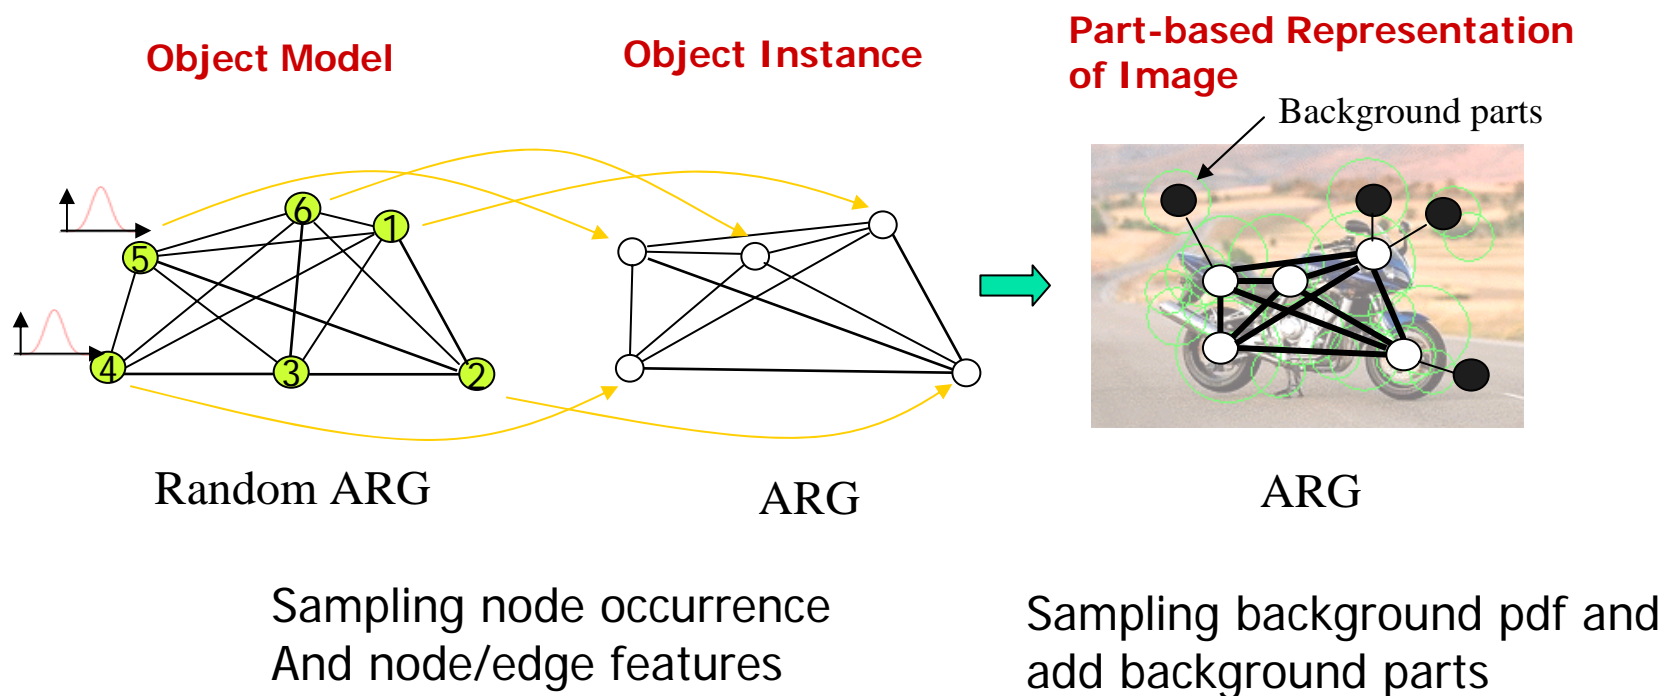 Object Model
Object Instance
Part-based Representation
of Image
Background parts
6
1
5
4
3
2
Random ARG
ARG
ARG
Sampling node occurrence
And node/edge features
Sampling background pdf and
add background parts